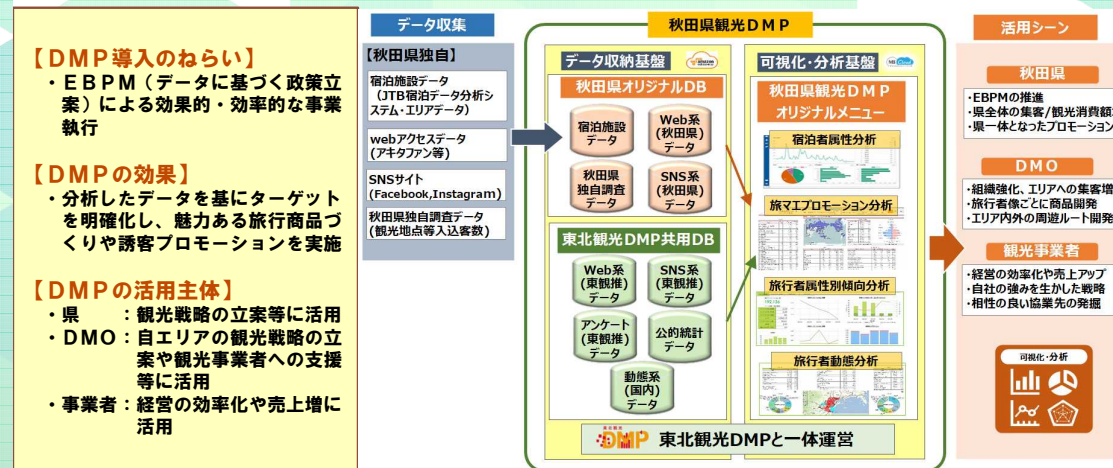 【DMP導入のねらい】
・EBPM（データに基づく政策立
案）による効果的・効率的な事業
執行
【DMPの効果】
・分析したデータを基にターゲット
を明確化し、魅力ある旅行商品づ
くりや誘客プロモーションを実施
【DMPの活用主体】
・県　　：観光戦略の立案等に活用
・DMO：自エリアの観光戦略の立
案や観光事業者への支援
等に活用
・事業者：経営の効率化や売上増に
活用
データ収集
【秋田県独自】
宿泊施設データ
（JTB宿泊データ分析シ
ステム・エリアデータ）
webアクセスデータ
(アキタファン等)
SNSサイト
(Facebook,Instagram)
秋田県独自調査データ
(観光地点等入込客数)
秋田県観光DMP
データ収納基盤
秋田県オリジナルDB
宿泊施設
データ
Web系
(秋田県)
データ
秋田県
独自調査
SNS系
(秋田県)
データ
東北観光DMP共用DB
Web系
(東観推)
データ
SNS系
(東観推)
データ
アンケート
(東観推)
データ
公的統計
データ
動態系
(国内)
データ
可視化・分析基盤
秋田県観光DMP
オリジナルメニュー
宿泊者属性分析
旅マエプロモーション分析
旅行者属性別傾向分析
旅行者動態分析
東北観光
DMP
東北観光DMPと一体運営
活用シーン
秋田県
・EBPMの推進
・県全体の集客/観光消費額
・県一体となったプロモーション
DMO
・組織強化、エリアへの集客増
・旅行者像ごとに商品開発
・エリア内外の周遊ルート開発
観光事業者
・経営の効率化や売上アップ
・自社の強みを生かした戦略
・相性の良い協業先の発掘
可視化・分析